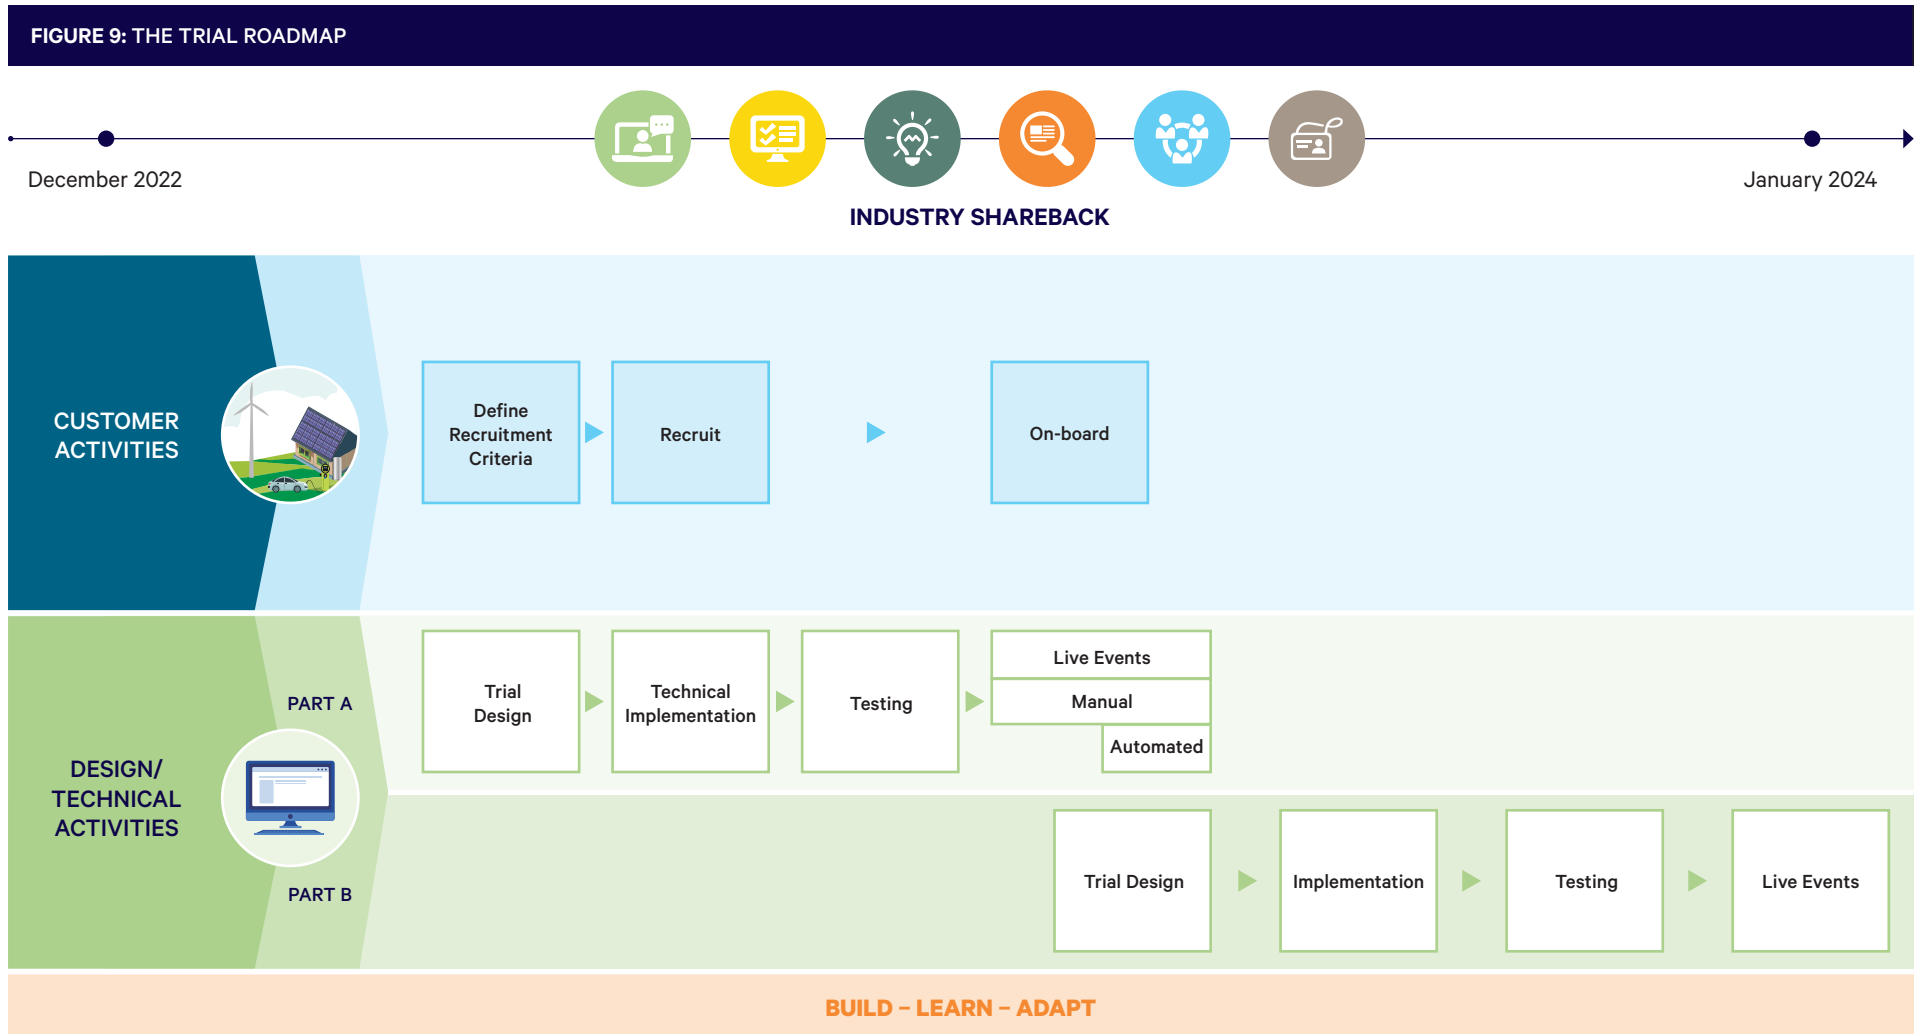 FIGURE 9: THE TRIAL ROADMAP
December 2022
January 2024
INDUSTRY SHAREBACK
CUSTOMER
ACTIVITIES
Define
Recruitment
Criteria
Recruit
On-board
DESIGN/
TECHNICAL
ACTIVITIES
PART A
Trial
Design
Technical
Implementation
Testing
Live Events
Manual
Automated
PART B
Trial Design
Implementation
Testing
Live Events
BUILD – LEARN – ADAPT